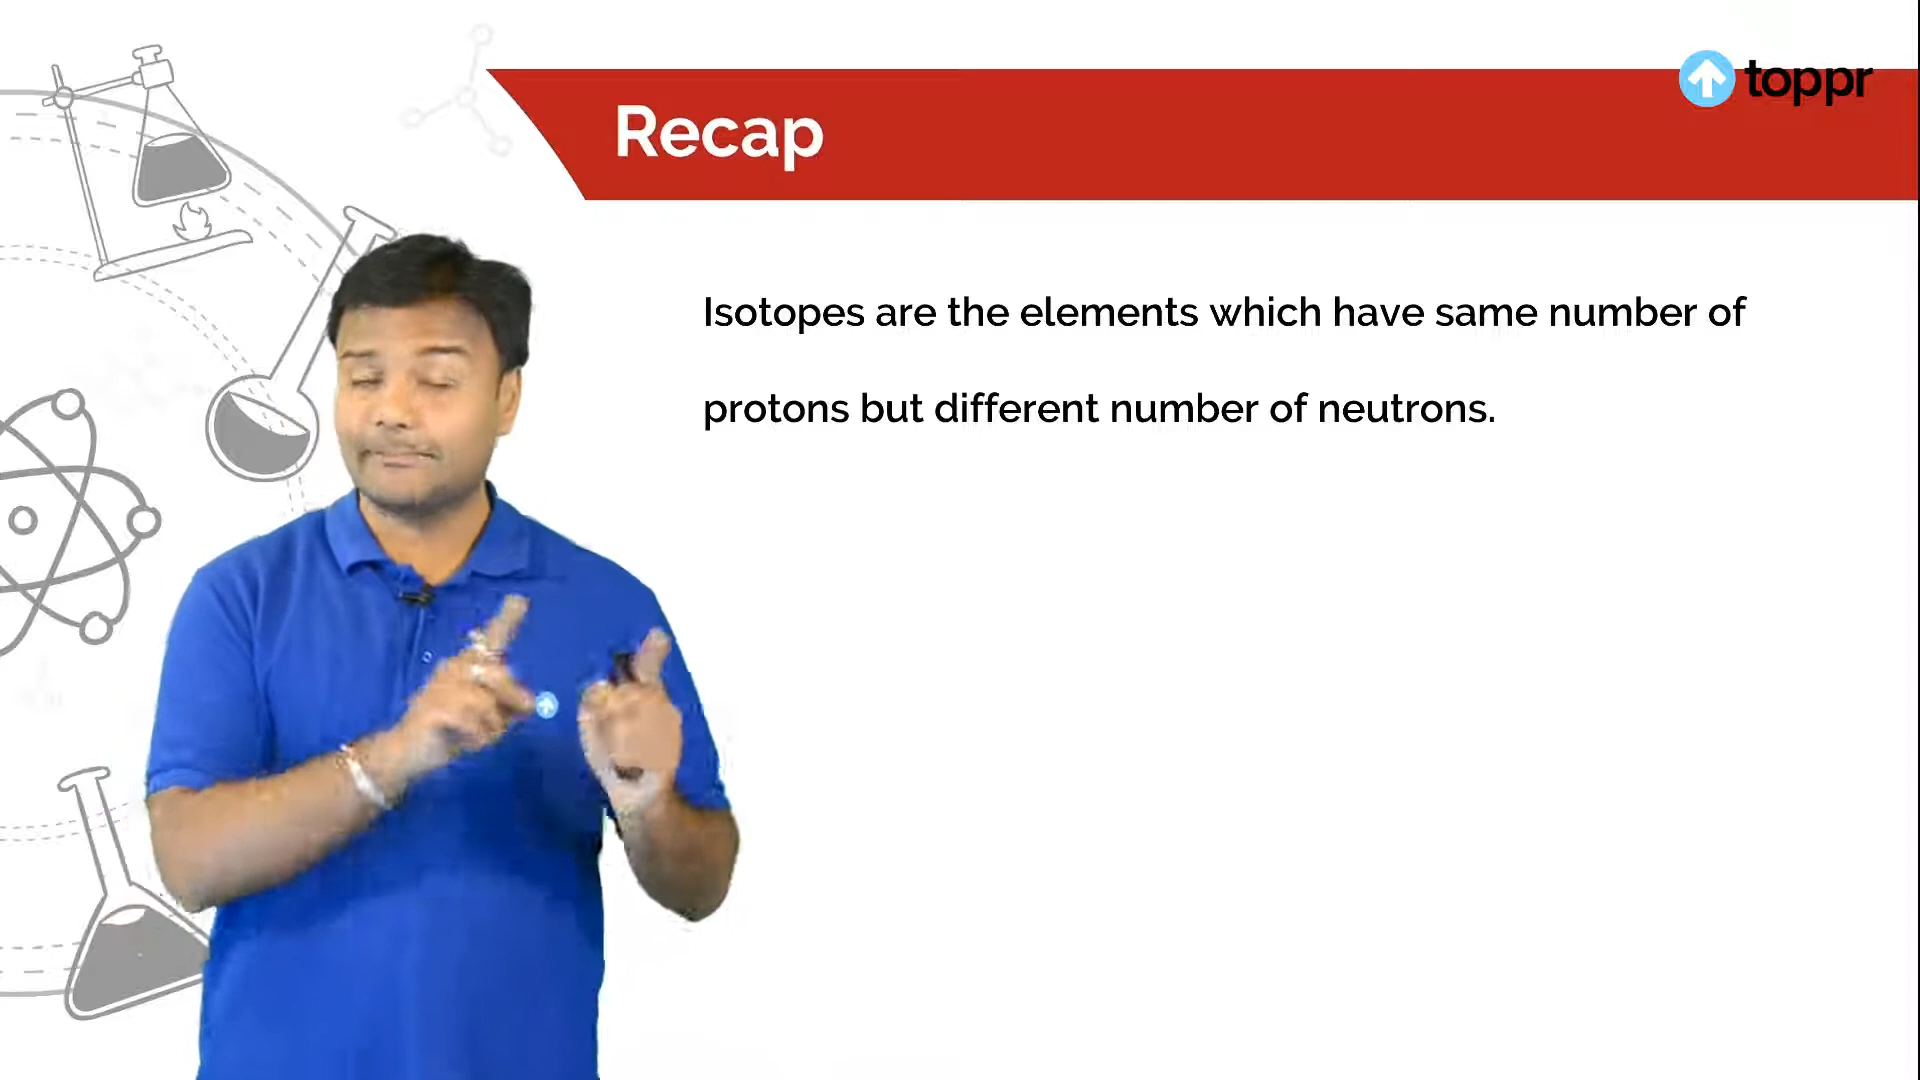 toppr
Recap
Isotopes are the elements which have same number of
protons but different number of neutrons.